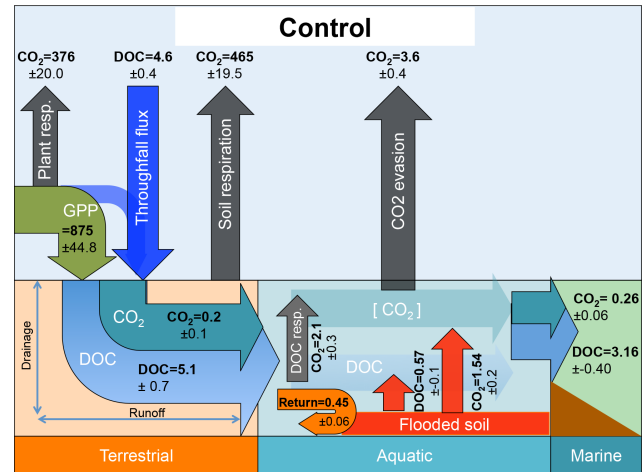 Control
CO₂=376
±20.0
DOC=4.6
±0.4
CO₂=465
±19.5
CO₂=3.6
±0.4
Plant resp.
Throughfall flux
Soil respiration
CO2 evasion
GPP
=875
±44.8
Drainage
CO₂
CO₂=0.2
±0.1
DOC
DOC=5.1
± 0.7
Runoff
DOC resp.
CO₂=2.1
± 0.3
[ CO₂ ]
DOC
DOC=0.57
±-0.1
CO₂=1.54
±0.2
Return=0.45
±0.06
Flooded soil
CO₂= 0.26
±0.06
DOC=3.16
±-0.40
Terrestrial
Aquatic
Marine